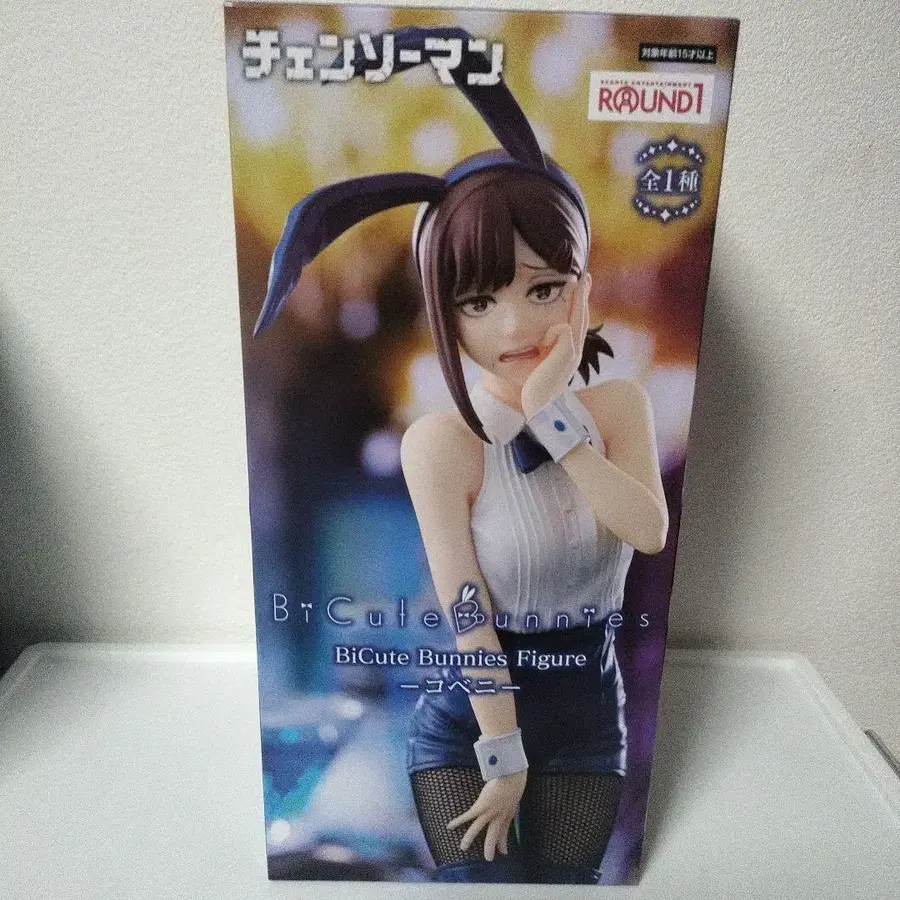 チェンソーマン
対象年齢15才以上
ROUND1
全1種
BiCute Bunnies
BiCute Bunnies Figure
ーコベニー